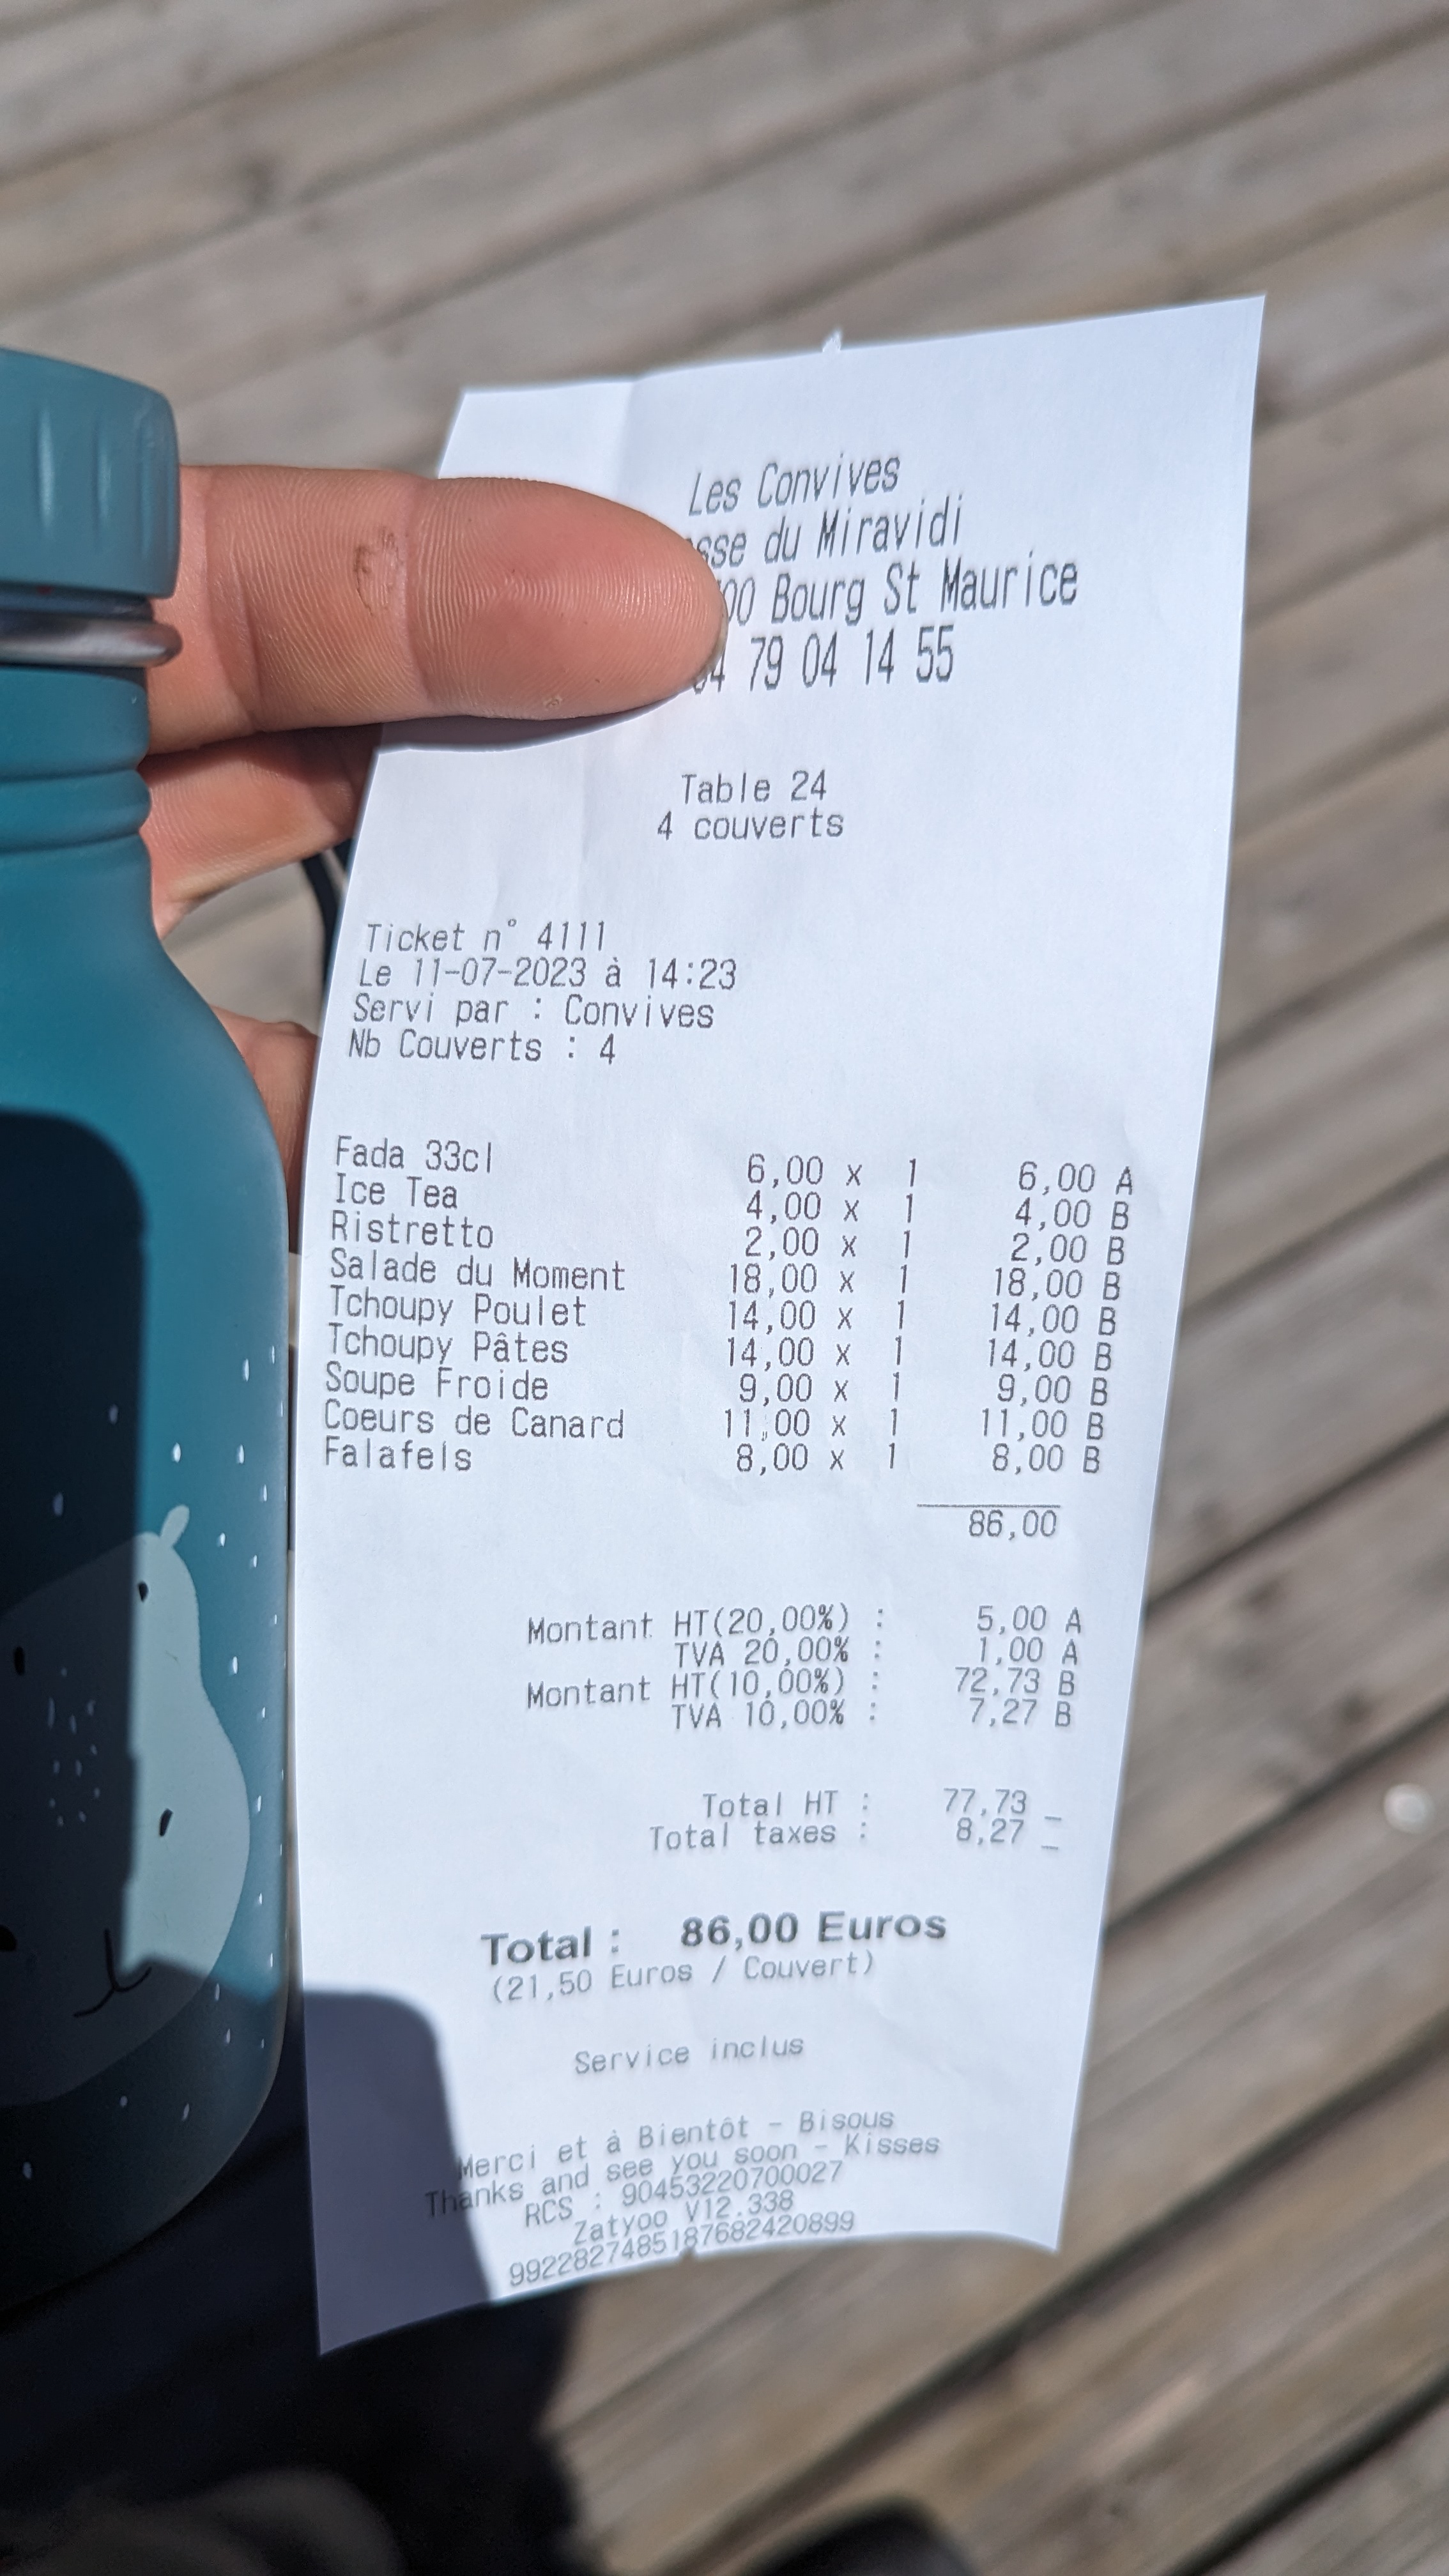 Les Convives
du Miravidi
Bourg St Maurice
79 04 14 55
Table 24
4 couverts
Ticket n° 4111
Le 11-07-2023 à 14:23
Servi par : Convives
Nb Couverts : 4
Fada 33cl 6,00 x 1 6,00 A
Ice Tea 4,00 x 1 4,00 B
Ristretto 2,00 x 1 2,00 B
Salade du Moment 18,00 x 1 18,00 B
Tchoupy Poulet 14,00 x 1 14,00 B
Tchoupy Pâtes 14,00 x 1 14,00 B
Soupe Froide 9,00 x 1 9,00 B
Coeurs de Canard 11,00 x 1 11,00 B
Falafels 8,00 x 1 8,00 B
86,00
Montant HT(20,00%) : 5,00 A
TVA 20,00% : 1,00 A
Montant HT(10,00%) : 72,73 B
TVA 10,00% : 7,27 B
Total HT : 77,73 _
Total taxes : 8,27 _
Total : 86,00 Euros
(21,50 Euros / Couvert)
Service inclus
Merci et à Bientôt - Bisous
Thanks and see you soon - Kisses
RCS : 90453220700027
Zatyoo V12.338
9922827485187682420899